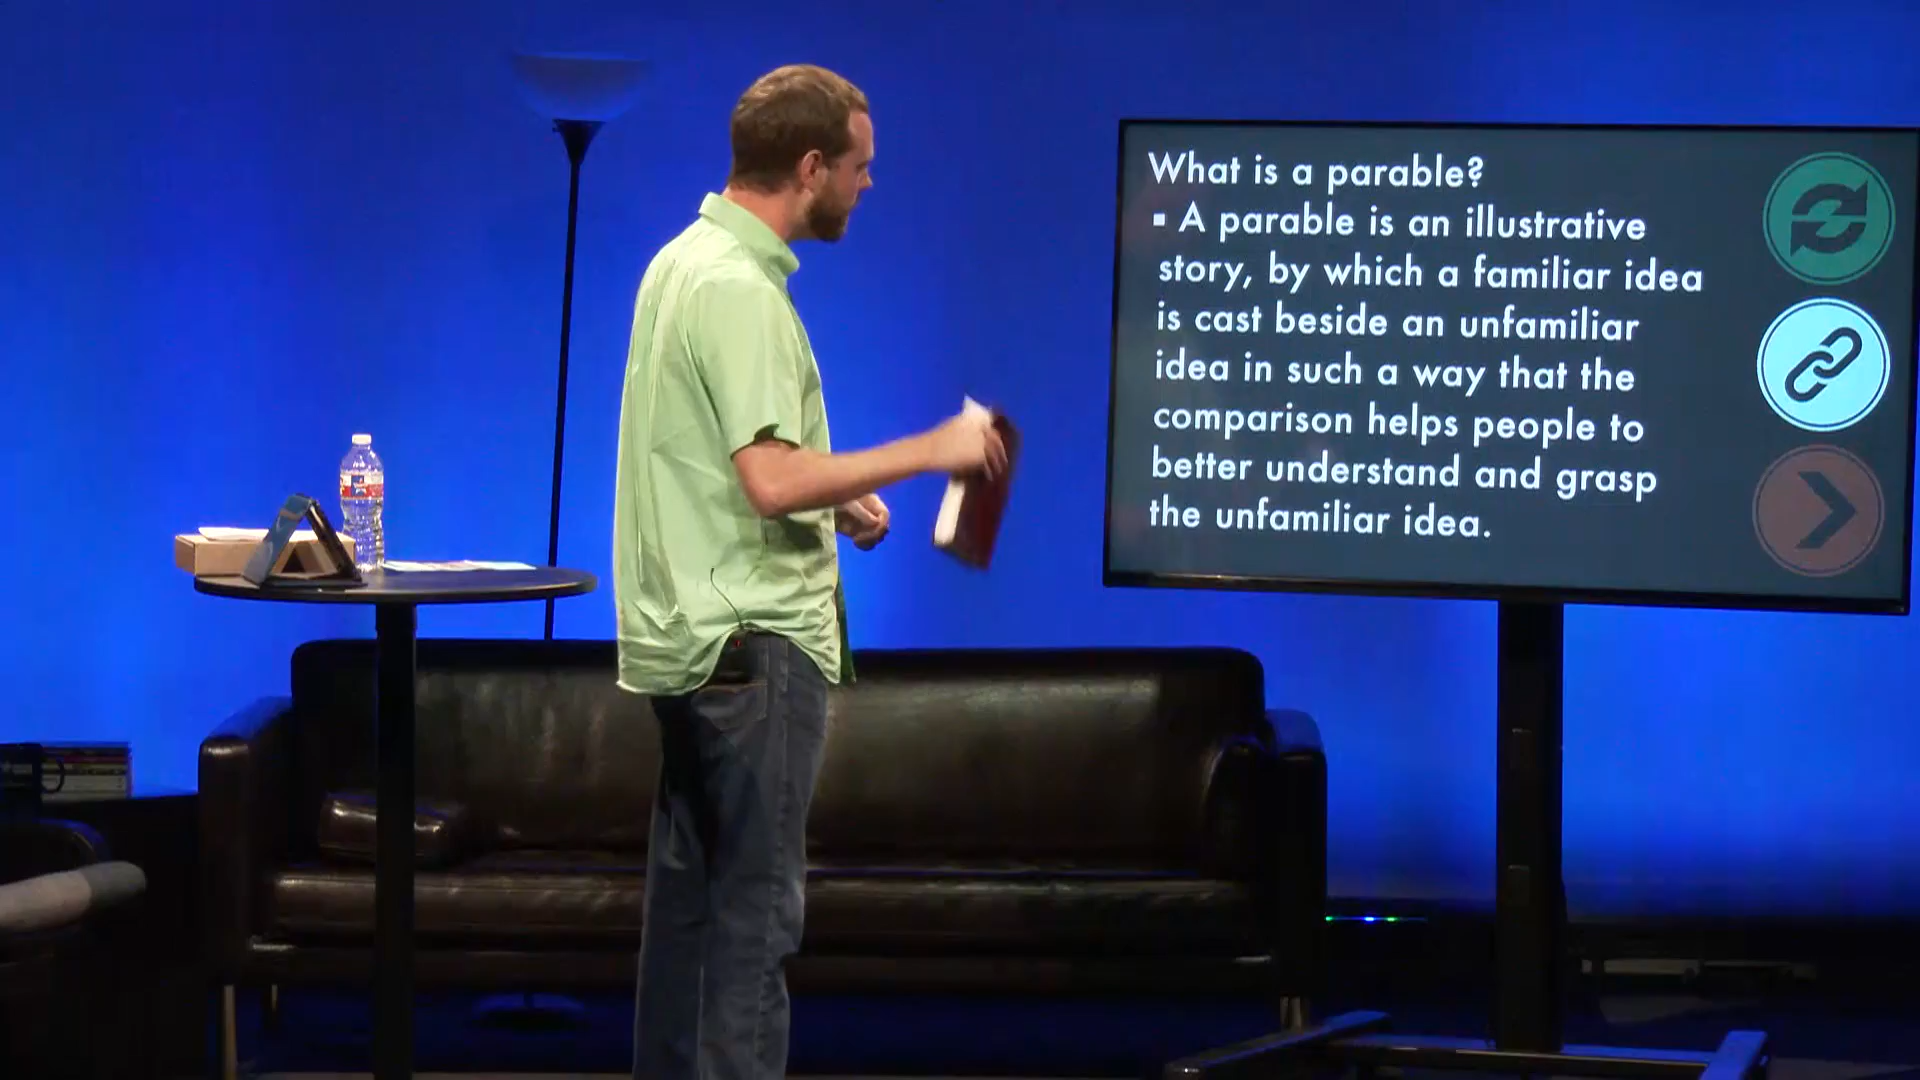 What is a parable?
▪ A parable is an illustrative
story, by which a familiar idea
is cast beside an unfamiliar
idea in such a way that the
comparison helps people to
better understand and grasp
the unfamiliar idea.